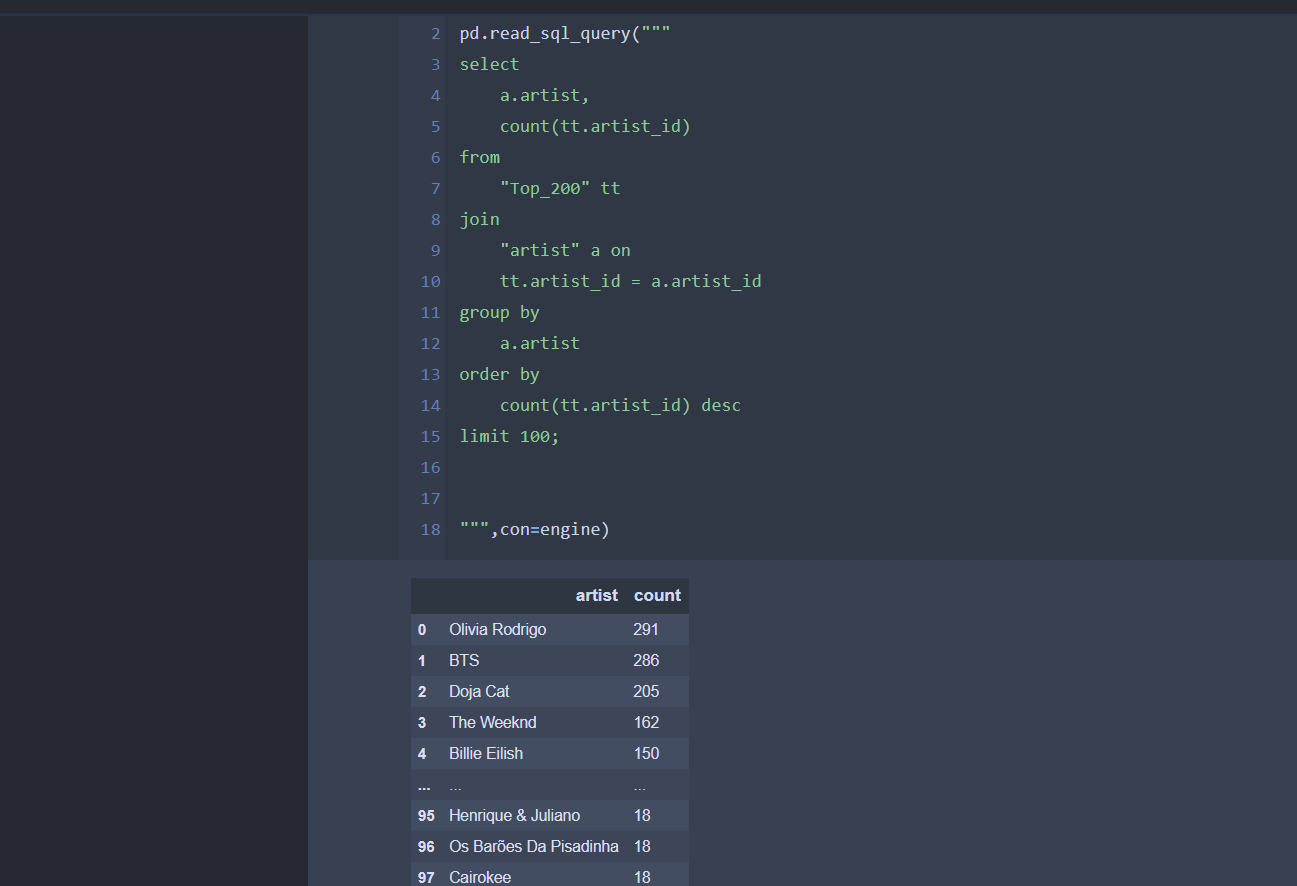 2 pd.read_sql_query("""
3 select
4     a.artist,
5     count(tt.artist_id)
6 from
7     "Top_200" tt
8 join
9     "artist" a on
10     tt.artist_id = a.artist_id
11 group by
12     a.artist
13 order by
14     count(tt.artist_id) desc
15 limit 100;
16
17
18 """,con=engine)
artist count
0 Olivia Rodrigo 291
1 BTS 286
2 Doja Cat 205
3 The Weeknd 162
4 Billie Eilish 150
... ... ...
95 Henrique & Juliano 18
96 Os Barões Da Pisadinha 18
97 Cairokee 18